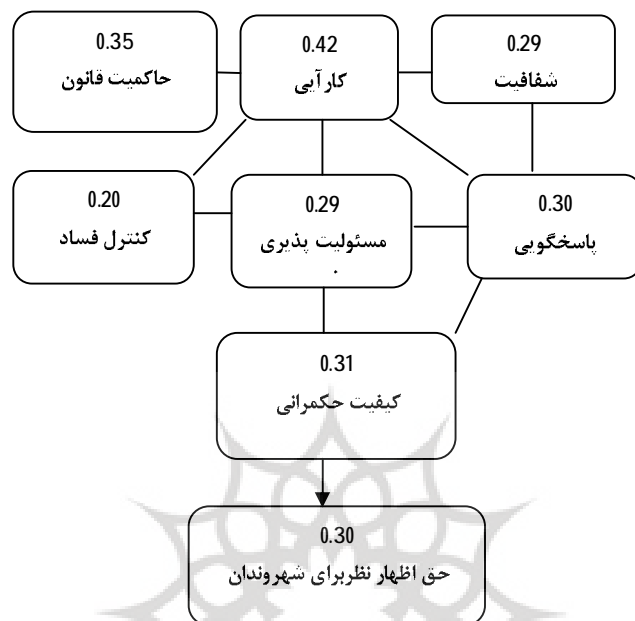 0.35
حاکمیت قانون
0.42
کارآیی
0.29
شفافیت
0.20
کنترل فساد
0.29
مسئولیت پذیری
.
0.30
پاسخگویی
0.31
کیفیت حکمرانی
0.30
حق اظهار نظربرای شهروندان